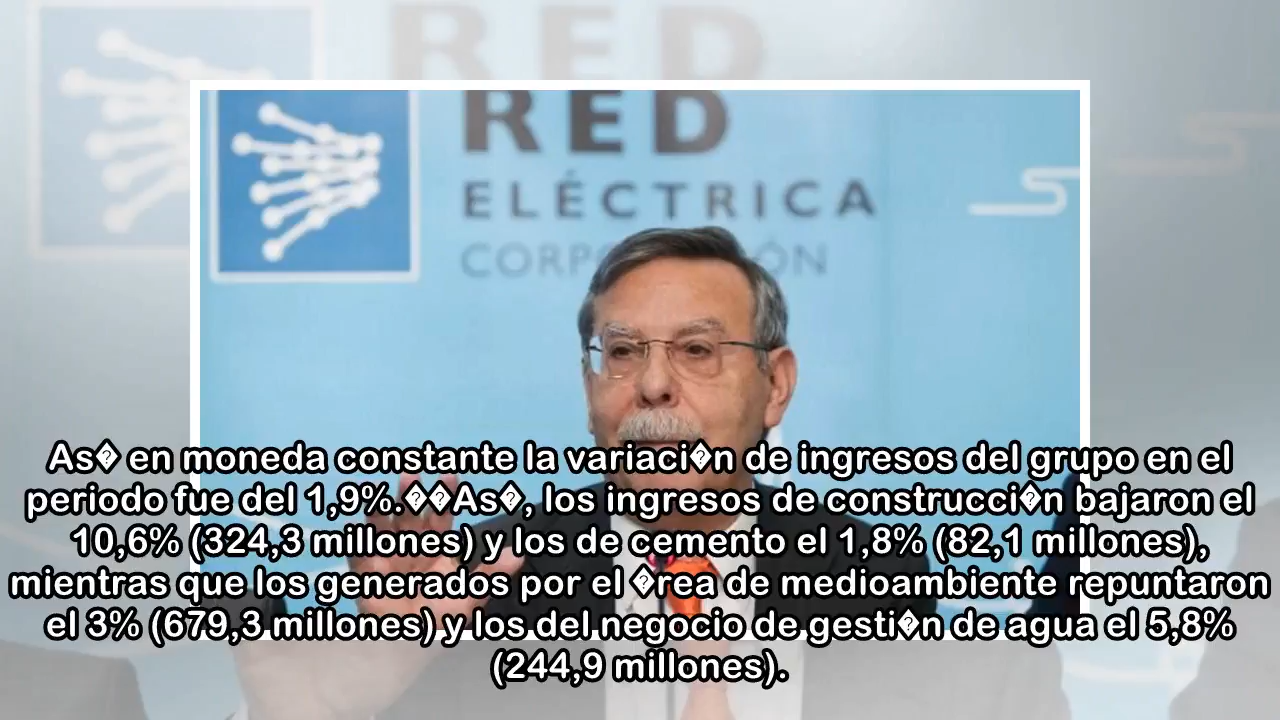 RED
RED
ELÉCTRICA
CORP ÓN
As� en moneda constante la variaci�n de ingresos del grupo en el
periodo fue del 1,9%.��As�, los ingresos de construcci�n bajaron el
10,6% (324,3 millones) y los de cemento el 1,8% (82,1 millones),
mientras que los generados por el �rea de medioambiente repuntaron
el 3% (679,3 millones) y los del negocio de gesti�n de agua el 5,8%
(244,9 millones).